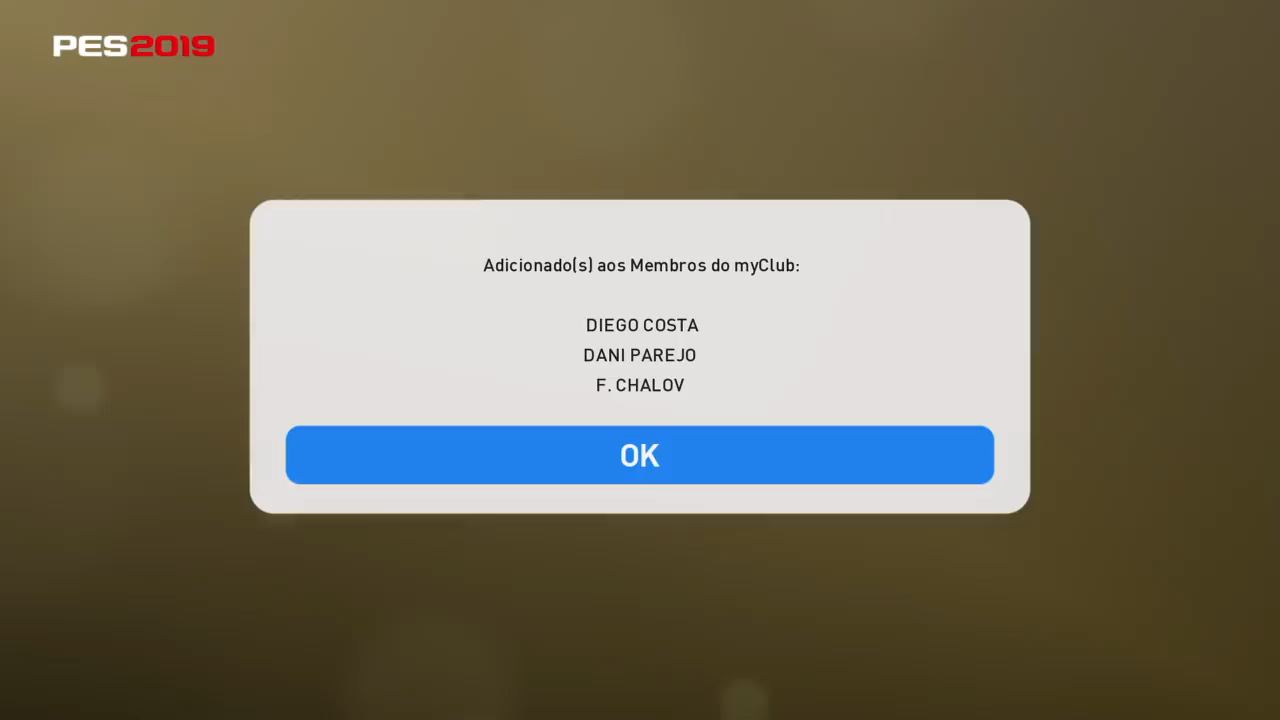 PES2019
Adicionado(s) aos Membros do myClub:
DIEGO COSTA
DANI PAREJO
F. CHALOV
OK